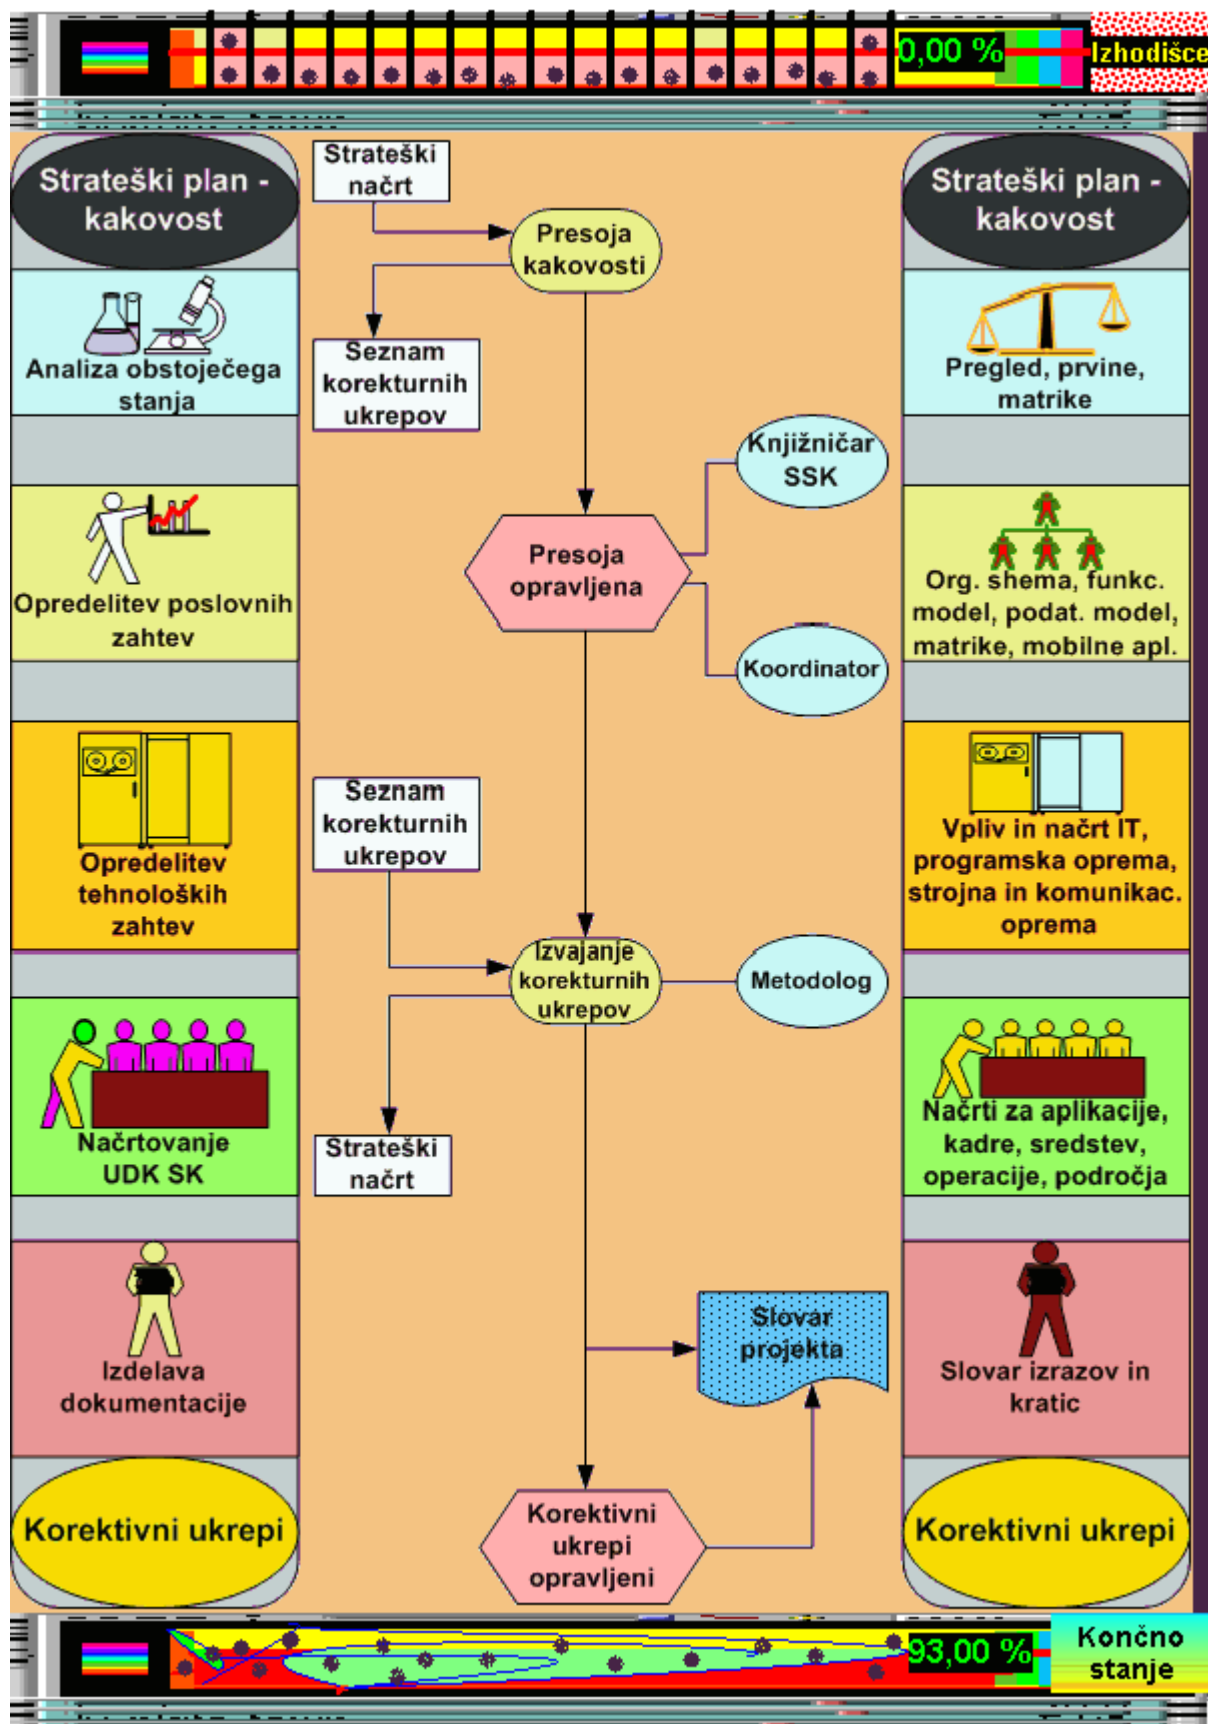 0,00 %
Izhodišce
Strateški plan -
kakovost
Analiza obstoječega
stanja
Opredelitev poslovnih
zahtev
Opredelitev
tehnoloških
zahtev
Načrtovanje
UDK SK
Izdelava
dokumentacije
Korektivni ukrepi
Strateški
načrt
Presoja
kakovosti
Seznam
korekturnih
ukrepov
Knjižničar
SSK
Presoja
opravljena
Koordinator
Seznam
korekturnih
ukrepov
Izvajanje
korekturnih
ukrepov
Metodolog
Strateški
načrt
Slovar
projekta
Korektivni
ukrepi
opravljeni
Strateški plan -
kakovost
Pregled, prvine,
matrike
Org. shema, funkc.
model, podat. model,
matrike, mobilne apl.
Vpliv in načrt IT,
programska oprema,
strojna in komunikac.
oprema
Načrti za aplikacije,
kadre, sredstev,
operacije, področja
Slovar izrazov in
kratic
Korektivni ukrepi
93,00 %
Končno
stanje